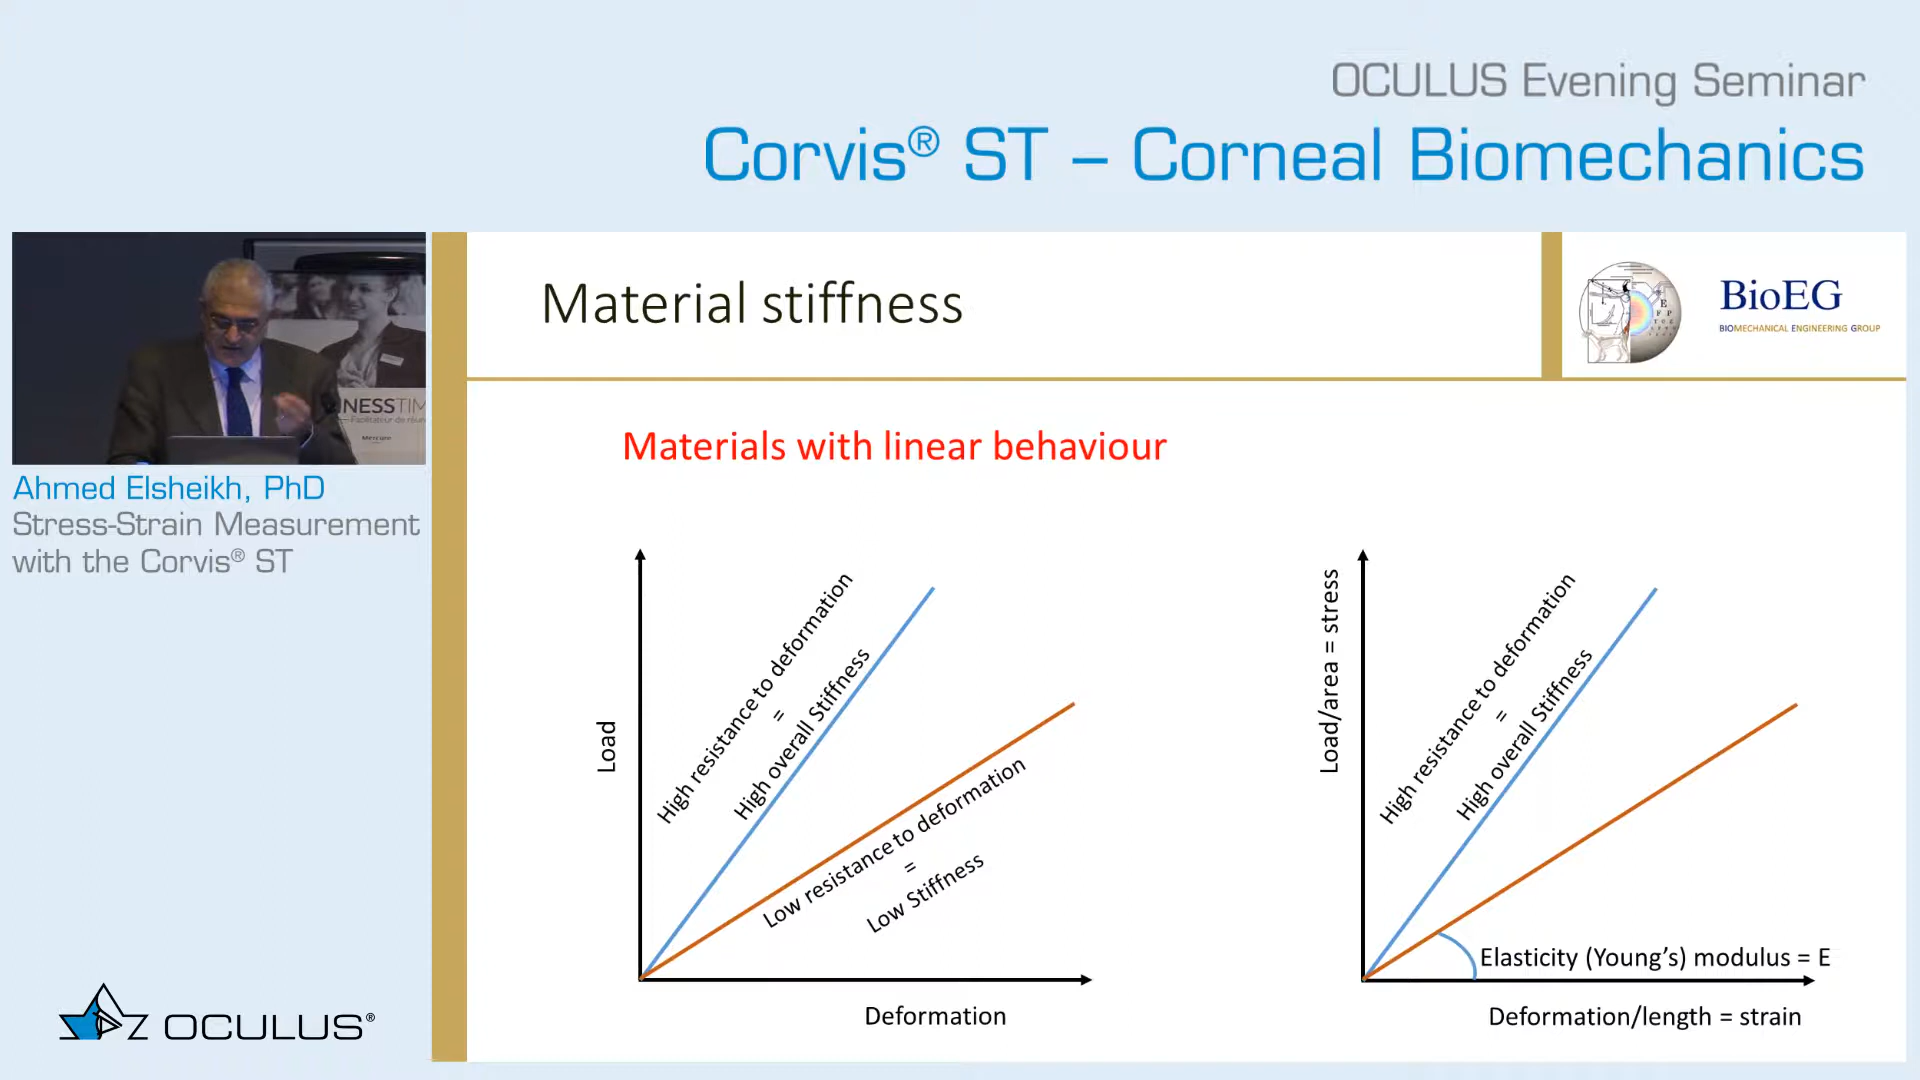 OCULUS Evening Seminar
Corvis® ST – Corneal Biomechanics
NESSTIM
Ahmed Elsheikh, PhD
Stress-Strain Measurement
with the Corvis® ST
OCULUS®
Material stiffness
BioEG
BIOMECHANICAL ENGINEERING GROUP
Materials with linear behaviour
Load
High resistance to deformation
=
High overall Stiffness
Low resistance to deformation
=
Low Stiffness
Deformation
Load/area = stress
High resistance to deformation
=
High overall Stiffness
Elasticity (Young’s) modulus = E
Deformation/length = strain